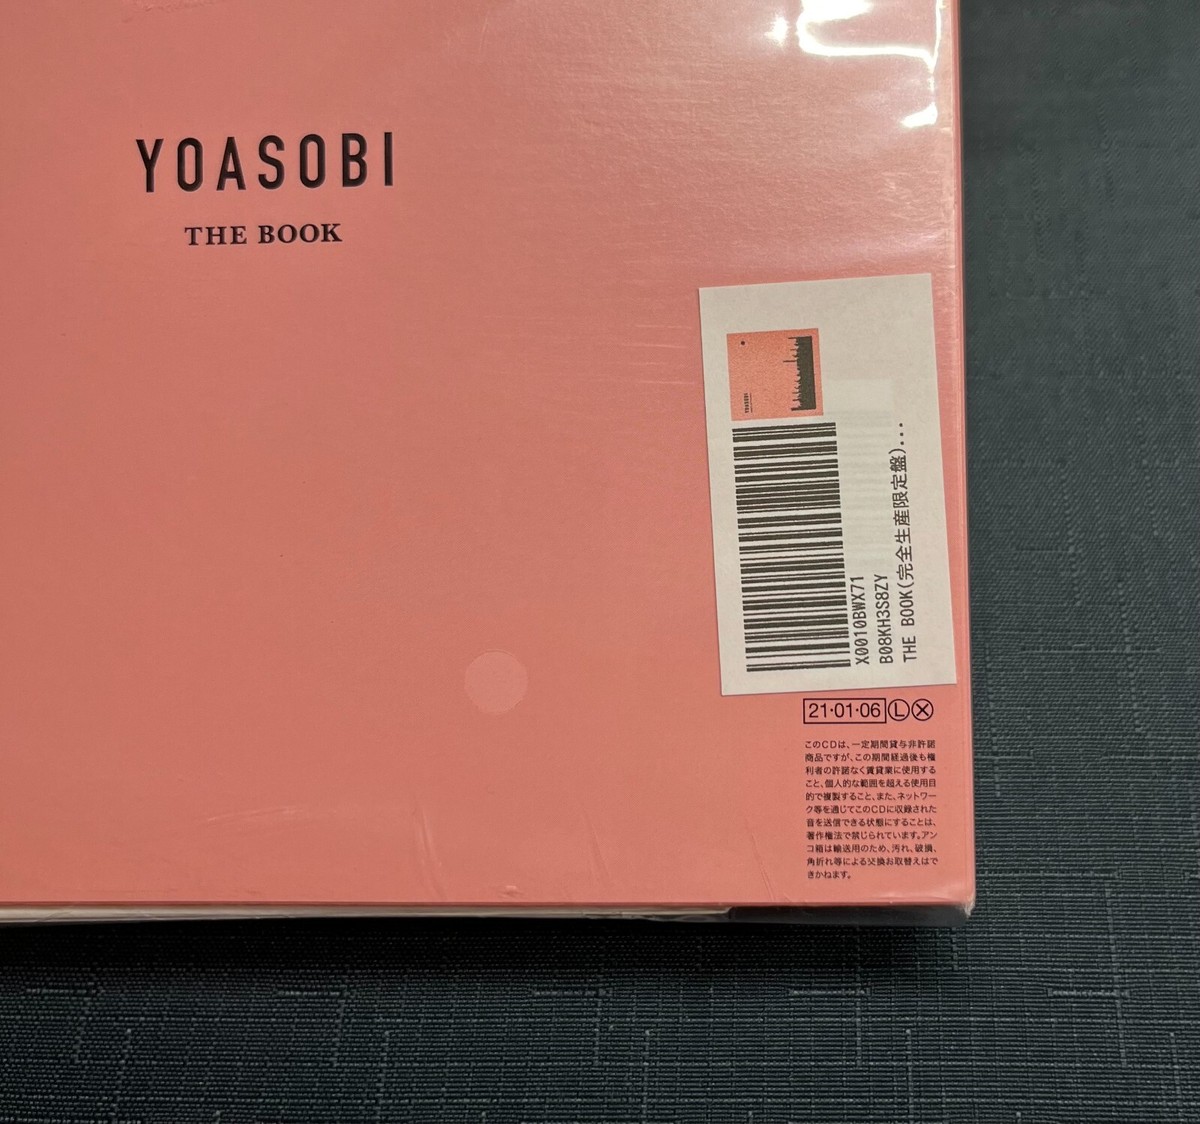 YOASOBI
THE BOOK
X0010BWX71
B08KH3S8ZY
THE BOOK(完全生産限定盤)...
21·01·06 Ⓛ Ⓧ
このCDは、一定期間貸与非許諾
商品ですが、この期間経過後も権
利者の許諾なく賃貸業に使用する
こと、個人的な範囲を超える使用目
的で複製すること、また、ネットワー
ク等を通じてこのCDに収録された
音を送信できる状態にすることは、
著作権法で禁じられています。アン
コ箱は輸送用のため、汚れ、破損、
角折れ等による交換お取替えはで
きかねます。